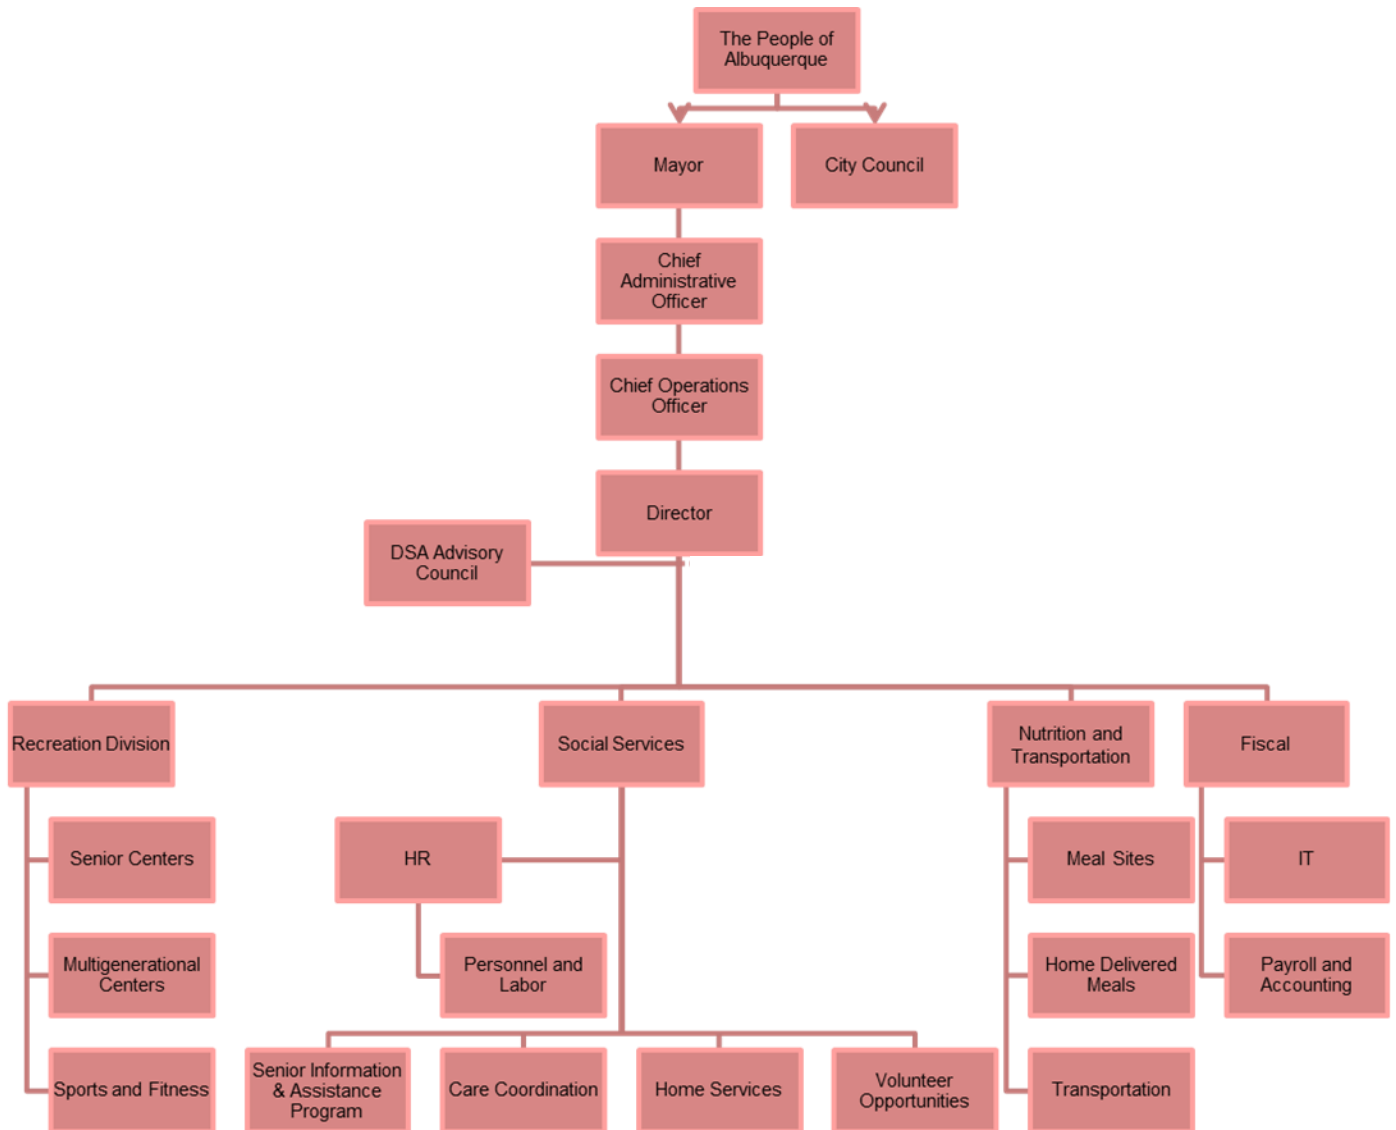 The People of
Albuquerque
Mayor
City Council
Chief
Administrative
Officer
Chief Operations
Officer
Director
DSA Advisory
Council
Recreation Division
Social Services
Nutrition and
Transportation
Fiscal
Senior Centers
HR
Meal Sites
IT
Multigenerational
Centers
Personnel and
Labor
Home Delivered
Meals
Payroll and
Accounting
Sports and Fitness
Senior Information
& Assistance
Program
Care Coordination
Home Services
Volunteer
Opportunities
Transportation